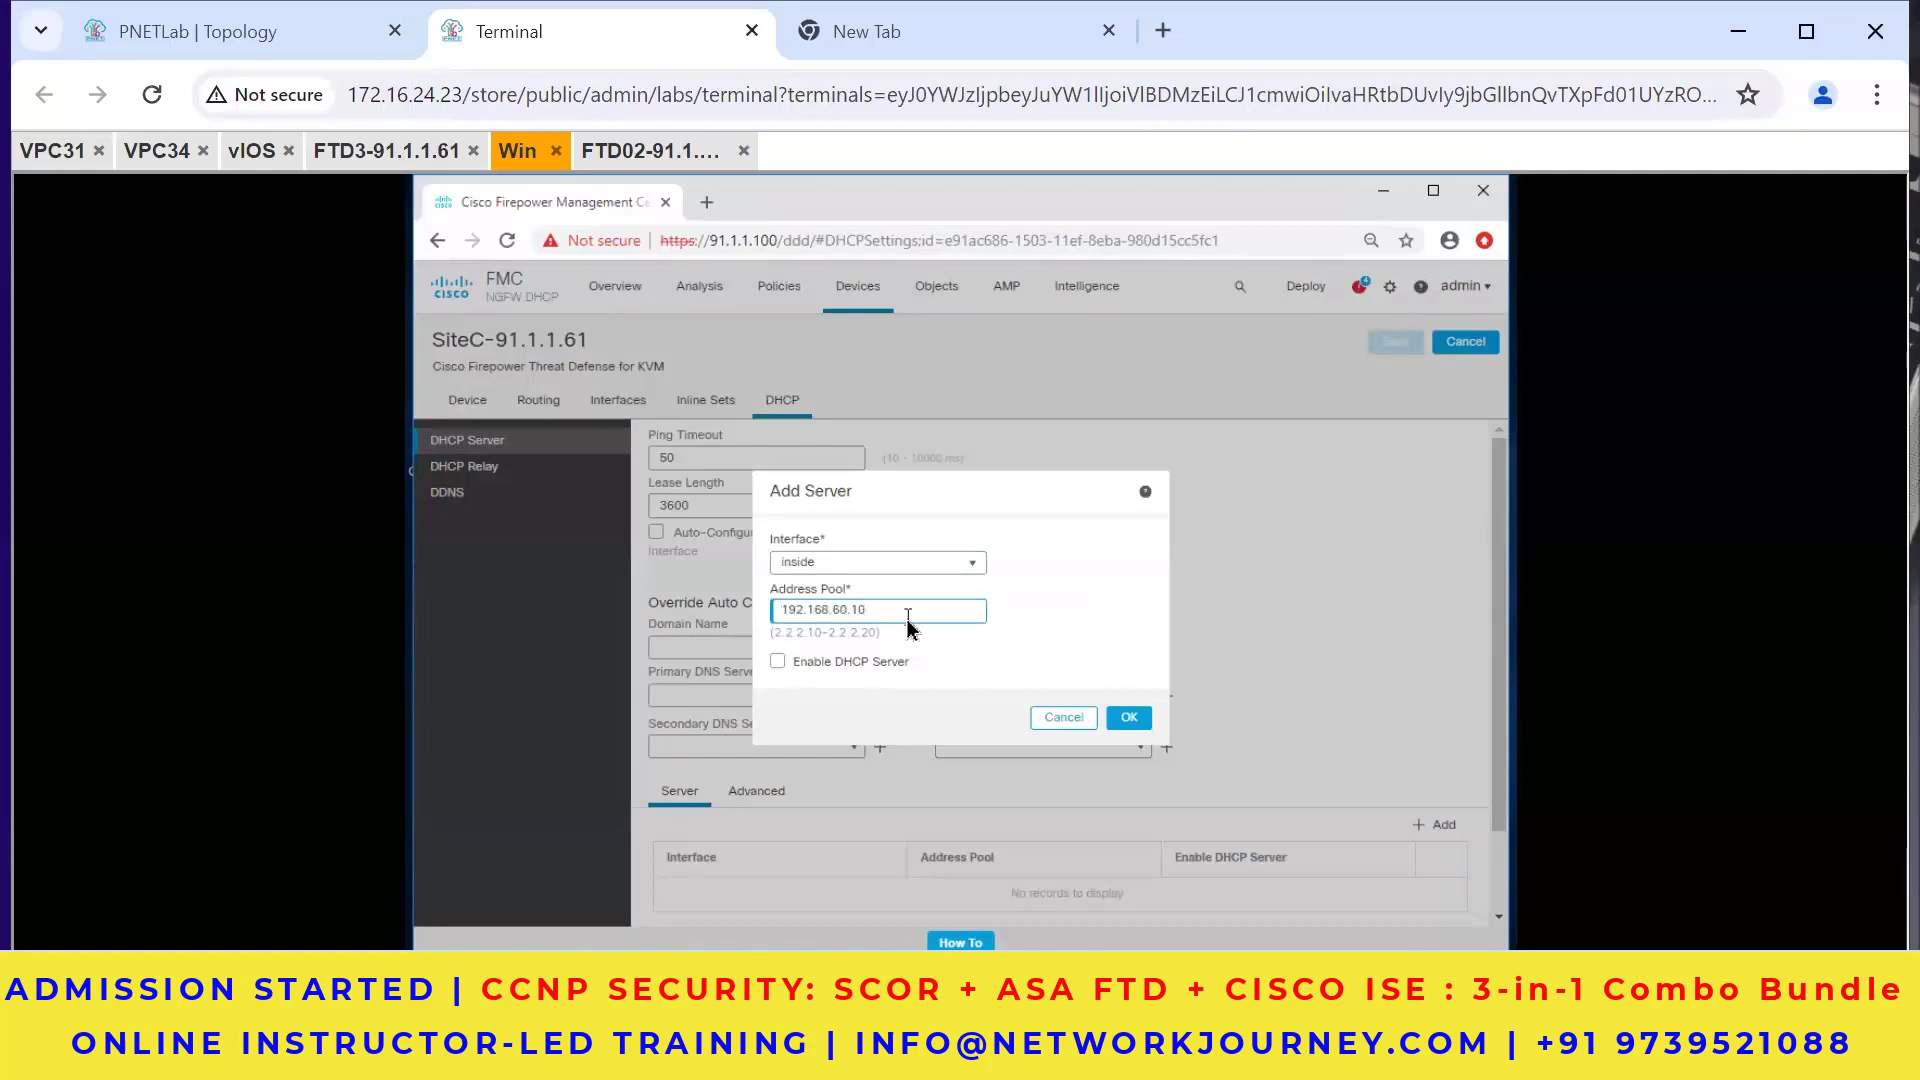 PNETLab | Topology
Terminal
New Tab
Not secure
172.16.24.23/store/public/admin/labs/terminal?terminals=
VPC31 VPC34 vIOS FTD3-91.1.1.61 Win FTD02-91.1....
Cisco Firepower Management Ce
Not secure https://91.1.1.100/ddd/#DHCPSettings;id=e91ac686-1503-11ef-8eba-980d15cc5fc1
cisco FMC
NGFW DHCP
Overview Analysis Policies Devices Objects AMP Intelligence Deploy 4 admin
SiteC-91.1.1.61
Save Cancel
Cisco Firepower Threat Defense for KVM
Device Routing Interfaces Inline Sets DHCP
DHCP Server
DHCP Relay
DDNS
Ping Timeout
50 (10 - 10000 ms)
Lease Length
3600
Auto-Configu
Interface
Override Auto C
Domain Name
Primary DNS Serve
Secondary DNS Se
Add Server
Interface*
inside
Address Pool*
192.168.60.10
(2.2.2.10-2.2.2.20)
Enable DHCP Server
Cancel OK
Server Advanced
+ Add
Interface Address Pool Enable DHCP Server
No records to display
How To
ADMISSION STARTED | CCNP SECURITY: SCOR + ASA FTD + CISCO ISE : 3-in-1 Combo Bundle
ONLINE INSTRUCTOR-LED TRAINING | INFO@NETWORKJOURNEY.COM | +91 9739521088